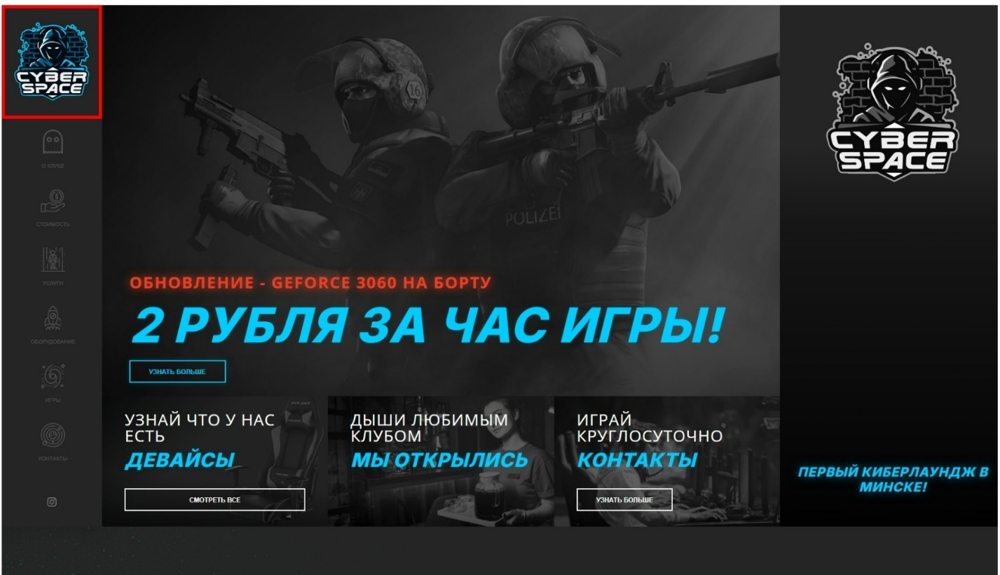 CYBER
SPACE
О КЛУБЕ
СТОИМОСТЬ
УСЛУГИ
ОБОРУДОВАНИЕ
ИГРЫ
КОНТАКТЫ
16
POLIZEI
ОБНОВЛЕНИЕ - GEFORCE 3060 НА БОРТУ
2 РУБЛЯ ЗА ЧАС ИГРЫ!
УЗНАТЬ БОЛЬШЕ
УЗНАЙ ЧТО У НАС
ЕСТЬ
ДЕВАЙСЫ
СМОТРЕТЬ ВСЕ
ДЫШИ ЛЮБИМЫМ
КЛУБОМ
МЫ ОТКРЫЛИСЬ
ИГРАЙ
КРУГЛОСУТОЧНО
КОНТАКТЫ
УЗНАТЬ БОЛЬШЕ
CYBER
SPACE
ПЕРВЫЙ КИБЕРЛАУНДЖ В
МИНСКЕ!